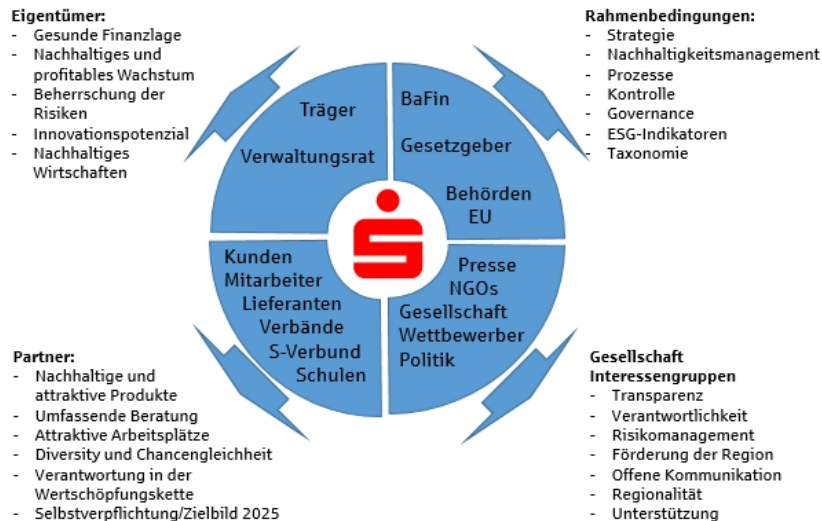 Eigentümer:
- Gesunde Finanzlage
- Nachhaltiges und
profitables Wachstum
- Beherrschung der
Risiken
- Innovationspotenzial
- Nachhaltiges
Wirtschaften
Rahmenbedingungen:
- Strategie
- Nachhaltigkeitsmanagement
- Prozesse
- Kontrolle
- Governance
- ESG-Indikatoren
- Taxonomie
Träger
Verwaltungsrat
BaFin
Gesetzgeber
Behörden
EU
Kunden
Mitarbeiter
Lieferanten
Verbände
S-Verbund
Schulen
Presse
NGOs
Gesellschaft
Wettbewerber
Politik
Partner:
- Nachhaltige und
attraktive Produkte
- Umfassende Beratung
- Attraktive Arbeitsplätze
- Diversity und Chancengleichheit
- Verantwortung in der
Wertschöpfungskette
- Selbstverpflichtung/Zielbild 2025
Gesellschaft
Interessengruppen
- Transparenz
- Verantwortlichkeit
- Risikomanagement
- Förderung der Region
- Offene Kommunikation
- Regionalität
- Unterstützung